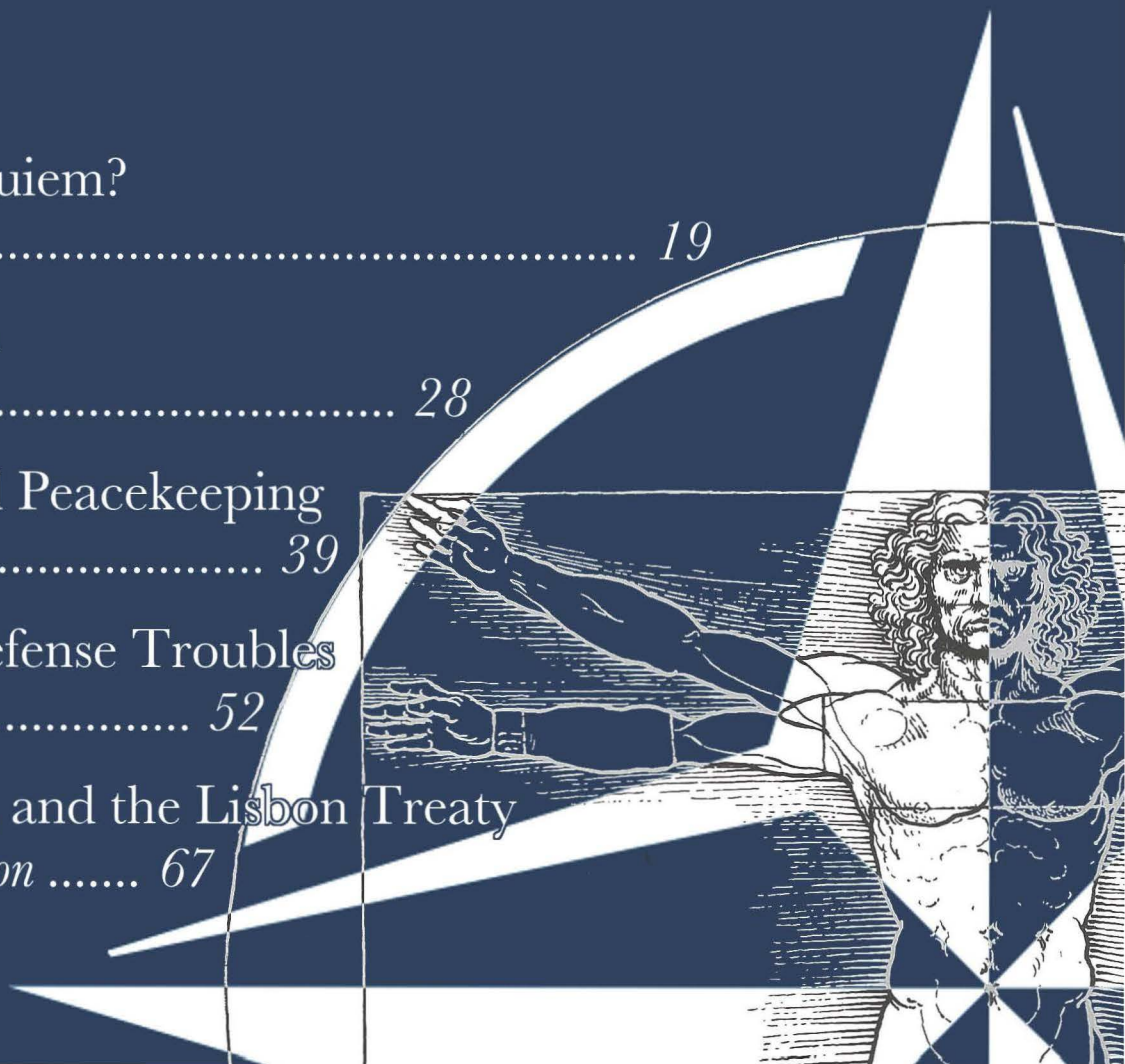 uiem?
........................................................ 19
.................................. 28
Peacekeeping
....................... 39
efense Troubles
................ 52
and the Lisbon Treaty
on ....... 67